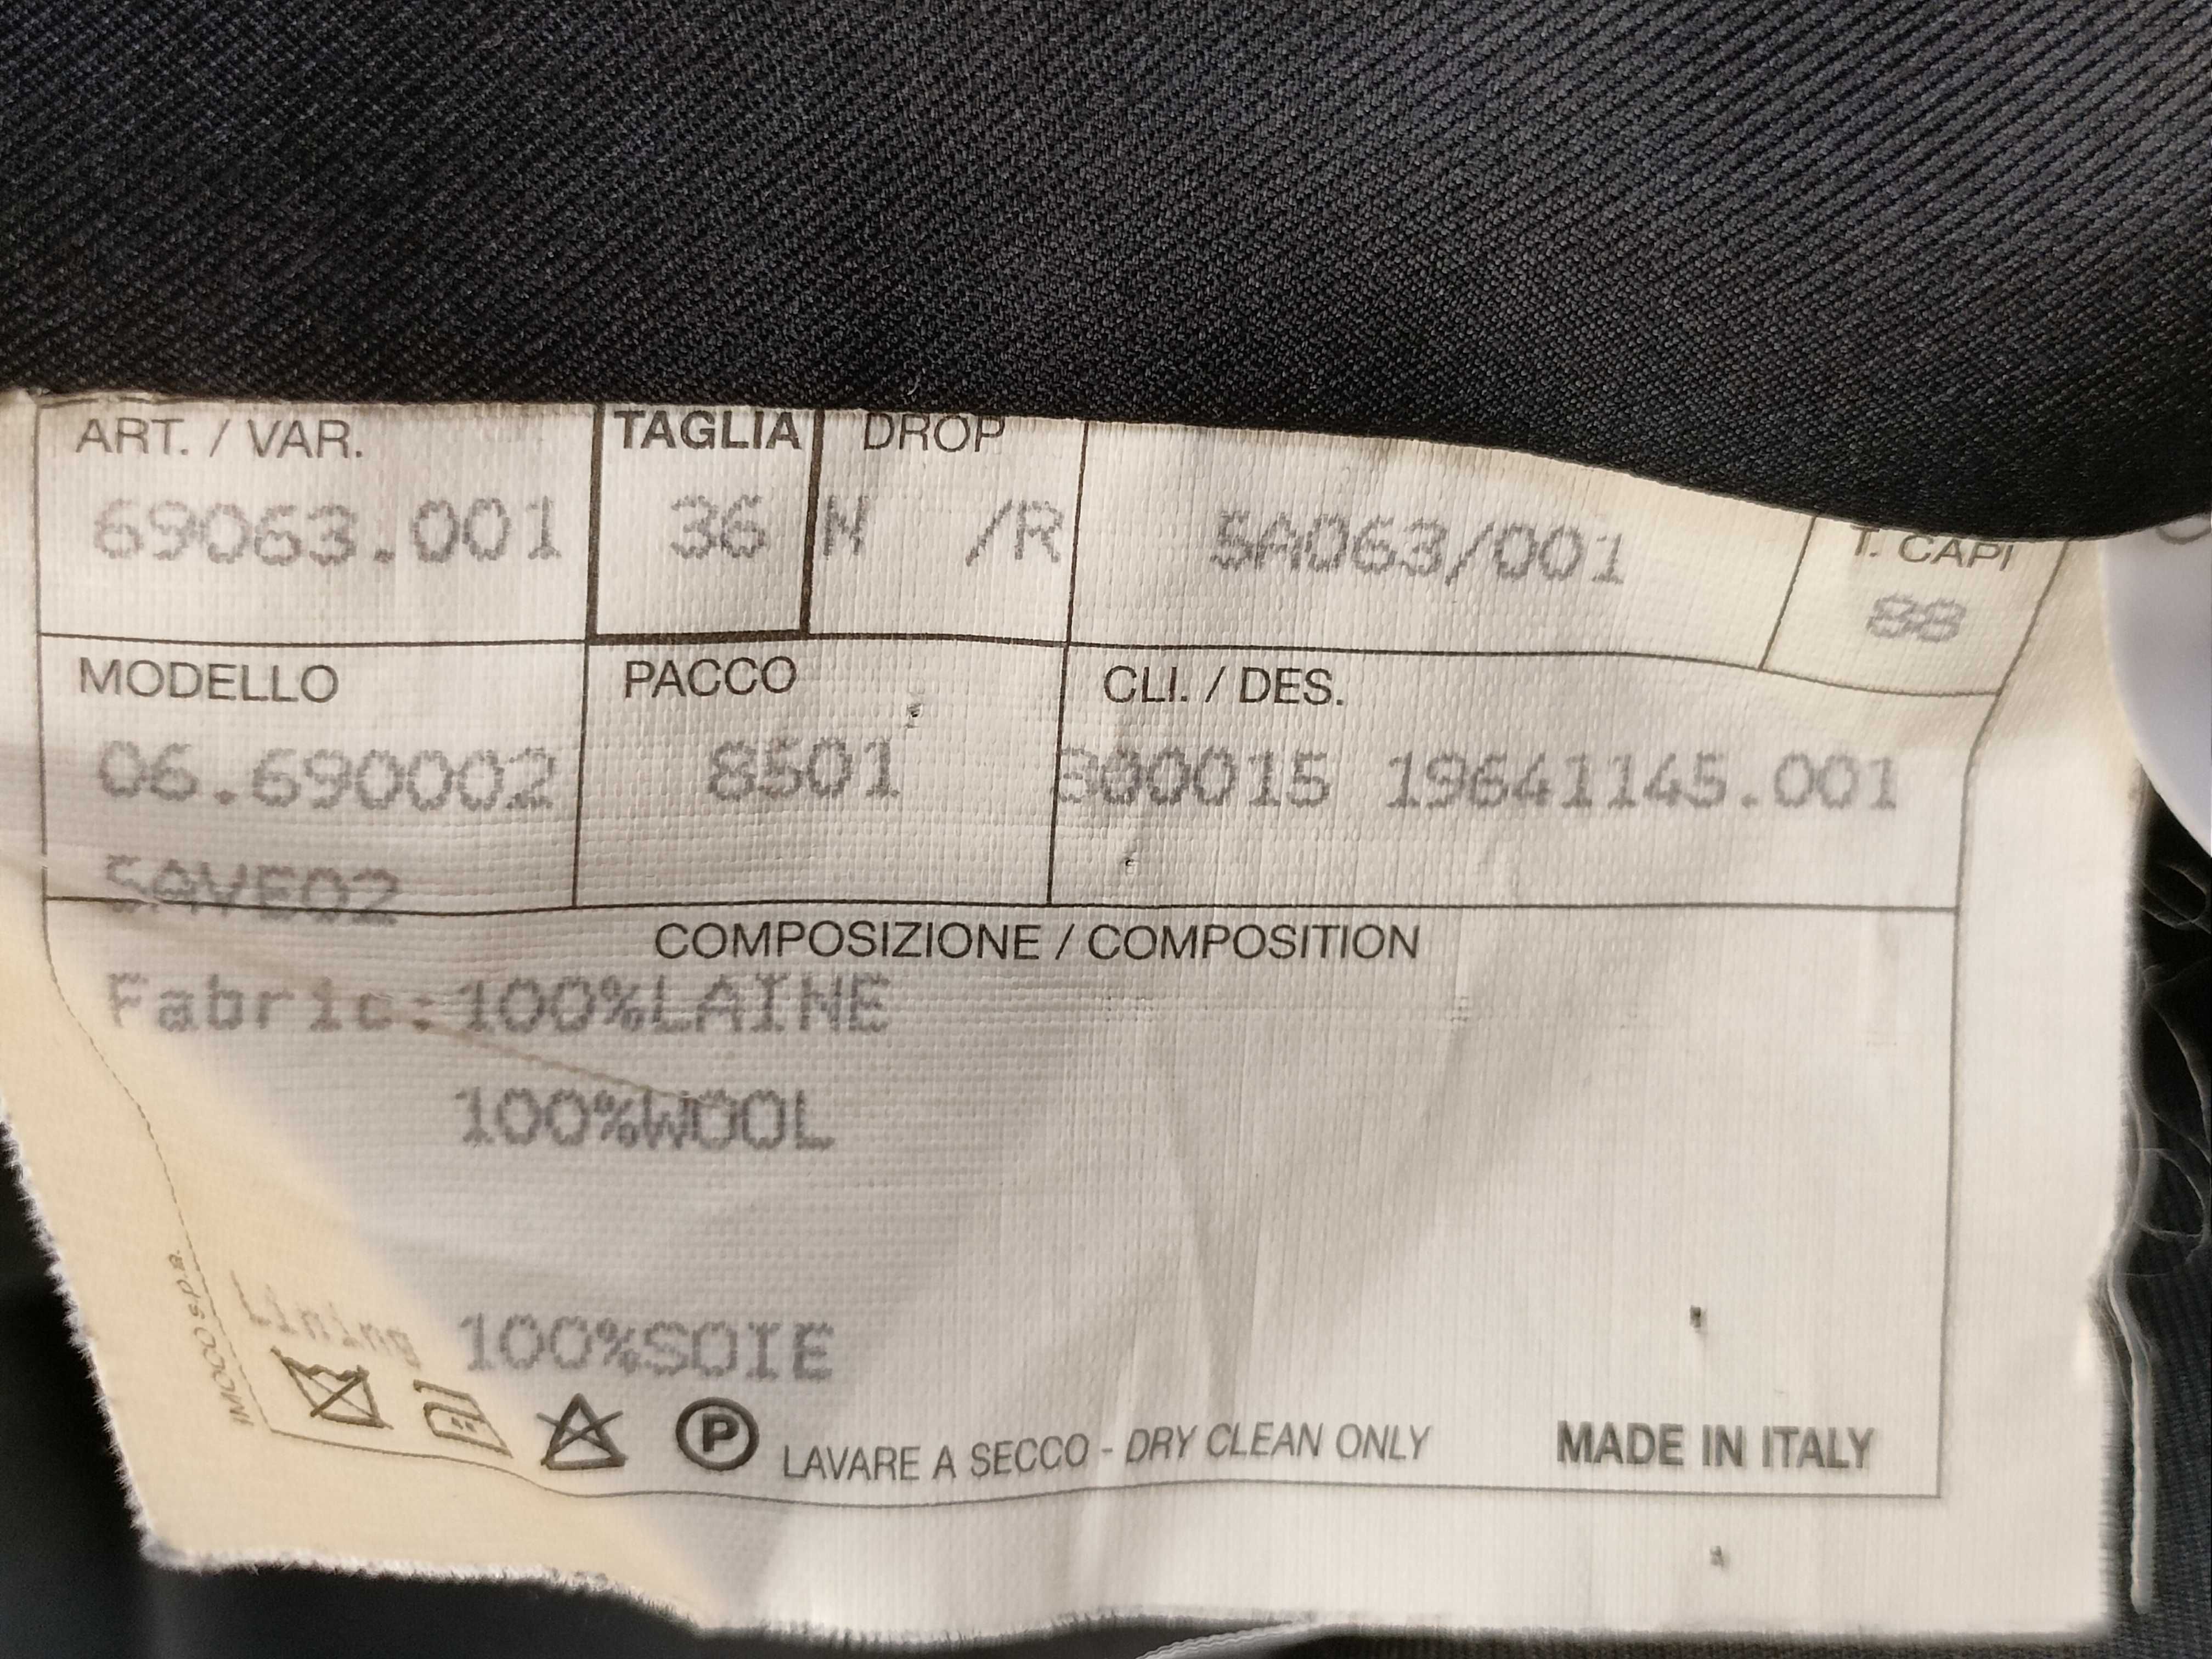 ART. / VAR. TAGLIA DROP
69063.001 36 N /R 5A063/001 T. CAPI
88
MODELLO PACCO CLI. / DES.
06.690002 8501 300015 19641145.001
SAVE02
COMPOSIZIONE / COMPOSITION
Fabric:100%LAINE
100%WOOL
Lining 100%SOIE
IMOCO S.p.a.
P LAVARE A SECCO - DRY CLEAN ONLY MADE IN ITALY